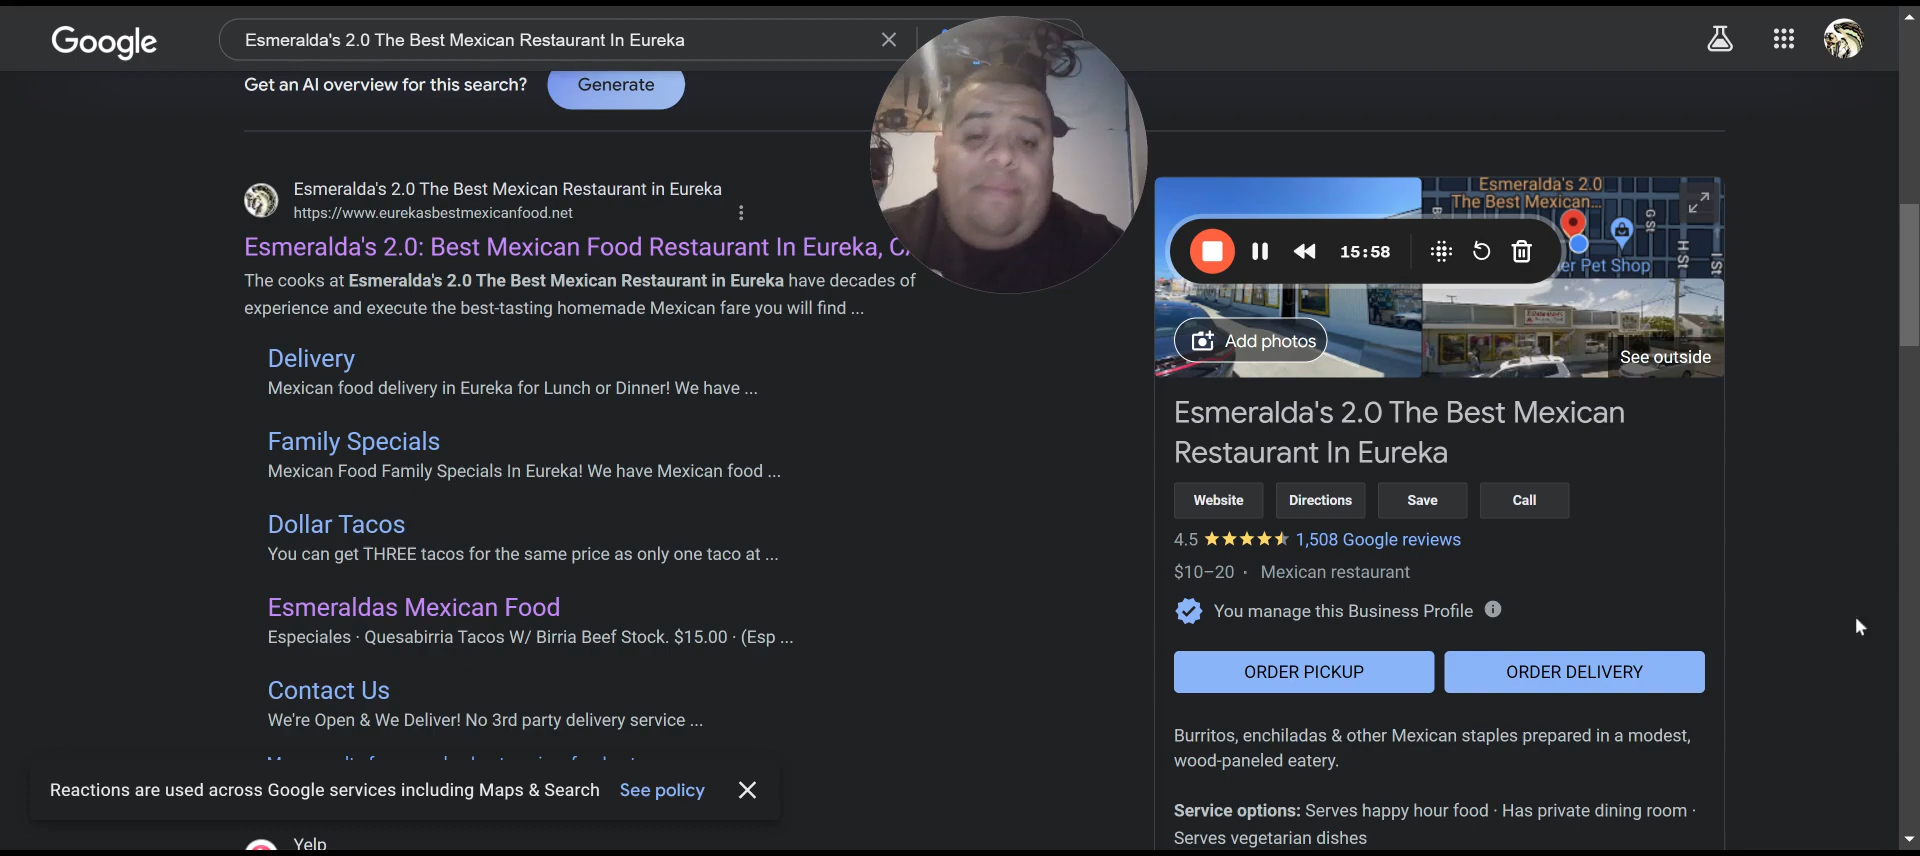 Google
Esmeralda's 2.0 The Best Mexican Restaurant In Eureka
Get an AI overview for this search?
Generate
Esmeralda's 2.0 The Best Mexican Restaurant in Eureka
https://www.eurekasbestmexicanfood.net
Esmeralda's 2.0: Best Mexican Food Restaurant In Eureka,
The cooks at Esmeralda's 2.0 The Best Mexican Restaurant in Eureka have decades of
experience and execute the best-tasting homemade Mexican fare you will find ...
Delivery
Mexican food delivery in Eureka for Lunch or Dinner! We have ...
Family Specials
Mexican Food Family Specials In Eureka! We have Mexican food ...
Dollar Tacos
You can get THREE tacos for the same price as only one taco at ...
Esmeraldas Mexican Food
Especiales · Quesabirria Tacos W/ Birria Beef Stock. $15.00 · (Esp ...
Contact Us
We're Open & We Deliver! No 3rd party delivery service ...
Reactions are used across Google services including Maps & Search See policy
Yelp
Esmeralda's 2.0
The Best Mexican...
G St
H St
I St
er Pet Shop
15:58
Add photos
See outside
Esmeralda's 2.0 The Best Mexican
Restaurant In Eureka
Website
Directions
Save
Call
4.5 1,508 Google reviews
$10–20 · Mexican restaurant
You manage this Business Profile
ORDER PICKUP
ORDER DELIVERY
Burritos, enchiladas & other Mexican staples prepared in a modest,
wood-paneled eatery.
Service options: Serves happy hour food · Has private dining room ·
Serves vegetarian dishes